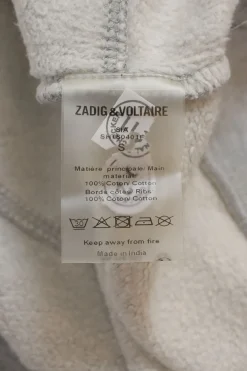 ZADIG & VOLTAIRE
S
Matière principale/ Main
material:
100% Coton/ Cotton
Bords côtes/ Ribs:
100% Coton/ Cotton
Keep away from fire
Made in India